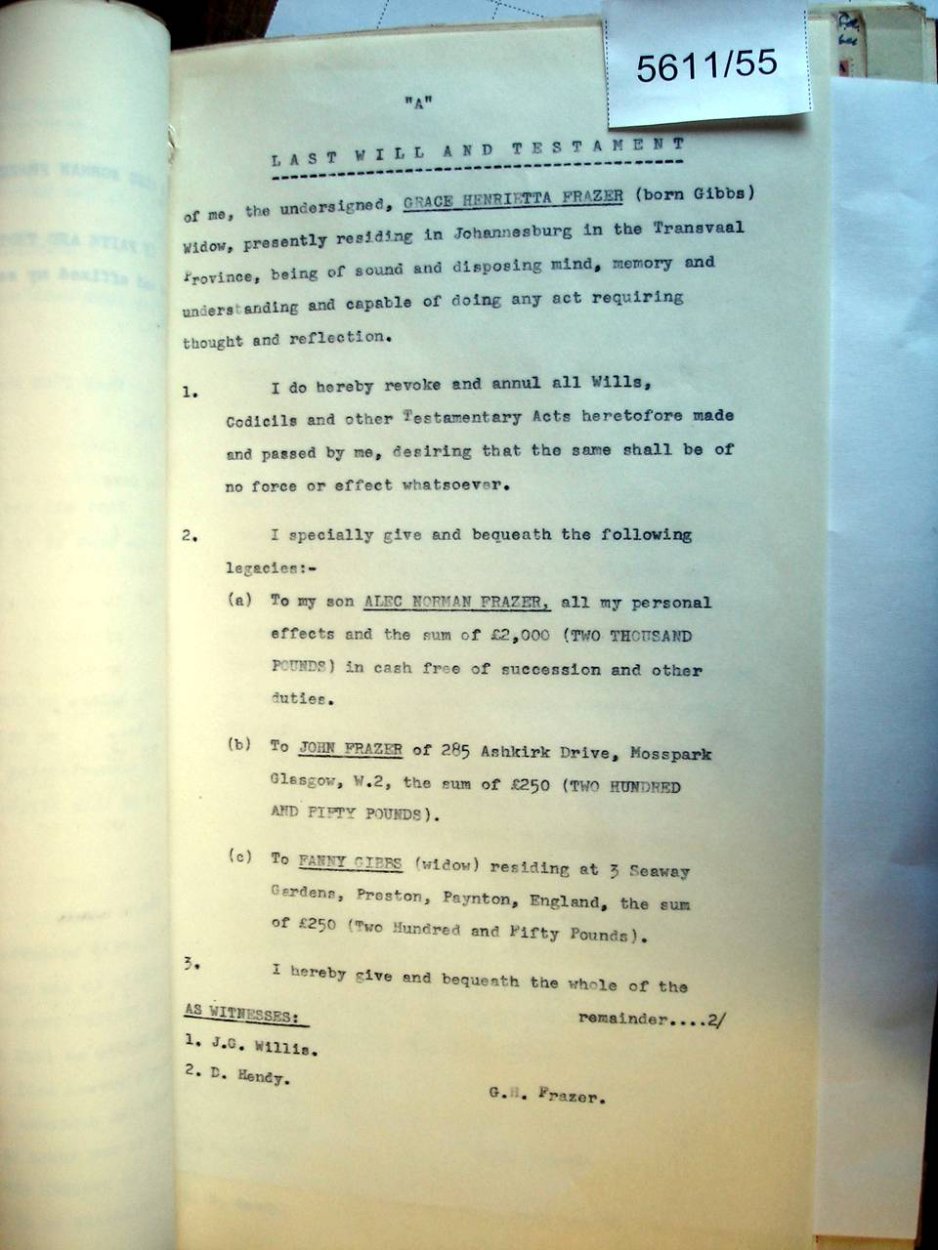 5611/55
"A"
LAST WILL AND TESTAMENT
of me, the undersigned, GRACE HENRIETTA FRAZER (born Gibbs)
Widow, presently residing in Johannesburg in the Transvaal
Province, being of sound and disposing mind, memory and
understanding and capable of doing any act requiring
thought and reflection.
1. I do hereby revoke and annul all Wills,
Codicils and other Testamentary Acts heretofore made
and passed by me, desiring that the same shall be of
no force or effect whatsoever.
2. I specially give and bequeath the following
legacies:-
(a) To my son ALEC NORMAN FRAZER, all my personal
effects and the sum of £2,000 (TWO THOUSAND
POUNDS) in cash free of succession and other
duties.
(b) To JOHN FRAZER of 285 Ashkirk Drive, Mosspark
Glasgow, W.2, the sum of £250 (TWO HUNDRED
AND FIFTY POUNDS).
(c) To FANNY GIBBS (widow) residing at 3 Seaway
Gardens, Preston, Paynton, England, the sum
of £250 (Two Hundred and Fifty Pounds).
3. I hereby give and bequeath the whole of the
remainder....2/
AS WITNESSES:
1. J.G. Willis.
2. D. Hendy.
G.H. Frazer.